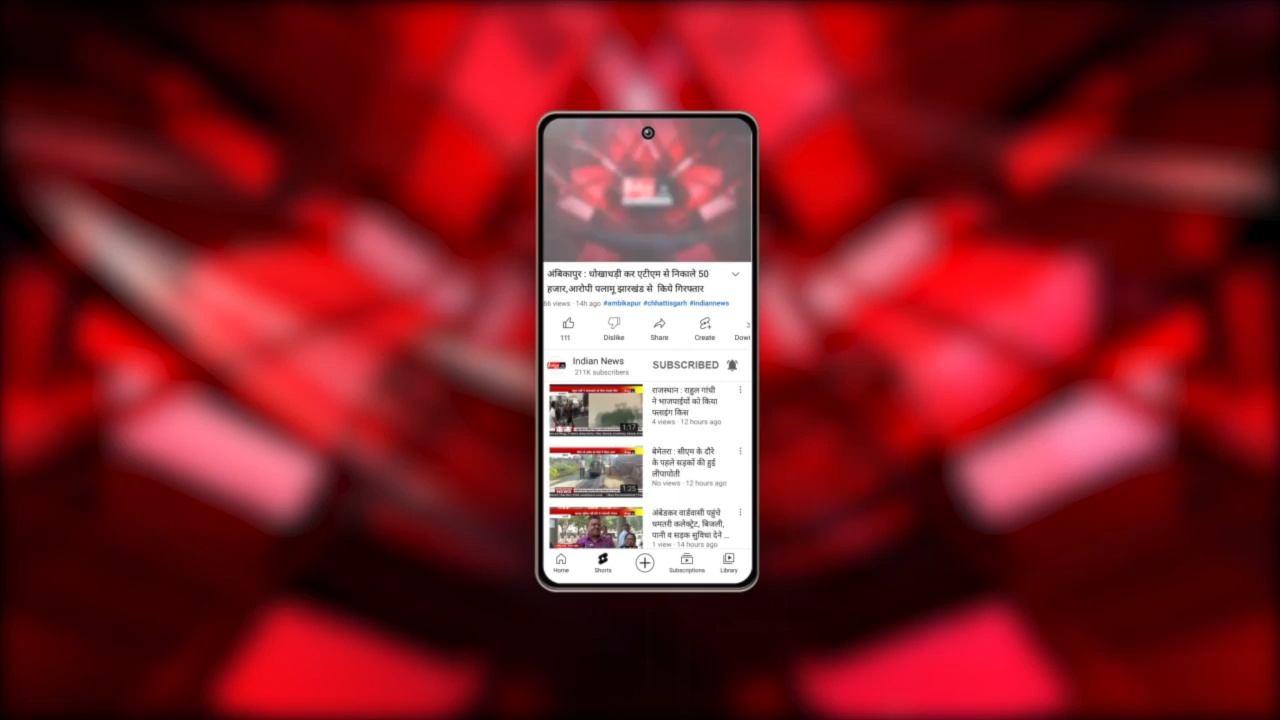 अंबिकापुर : धोखाधड़ी कर एटीएम से निकाले 50
हजार,आरोपी पलामू झारखंड से किये गिरफ्तार
66 views · 14h ago #ambikapur #chhattisgarh #indiannews
111
Dislike
Share
Create
Indian News
211K subscribers
SUBSCRIBED
राजस्थान : राहुल गांधी
ने भाजपाईयों को किया
फ्लाइंग किस
4 views · 12 hours ago
1:17
बेमेतरा : सीएम के दौरे
के पहले सड़कों की हुई
लीपापोती
No views · 12 hours ago
1:25
अंबेडकर वार्डवासी पहुंचे
धमतरी कलेक्ट्रेट, बिजली,
पानी व सड़क सुविधा देने ...
1 view · 14 hours ago
Home
Shorts
Subscriptions
Library